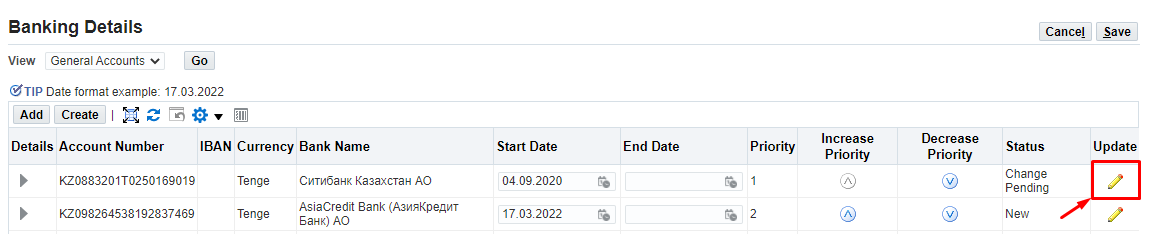 Banking Details
Cancel Save
View General Accounts Go
TIP Date format example: 17.03.2022
Add Create
Details Account Number IBAN Currency Bank Name Start Date End Date Priority Increase Priority Decrease Priority Status Update
KZ0883201T0250169019 Tenge Ситибанк Казахстан АО 04.09.2020 1 Change Pending
KZ098264538192837469 Tenge AsiaCredit Bank (АзияКредит Банк) АО 17.03.2022 2 New